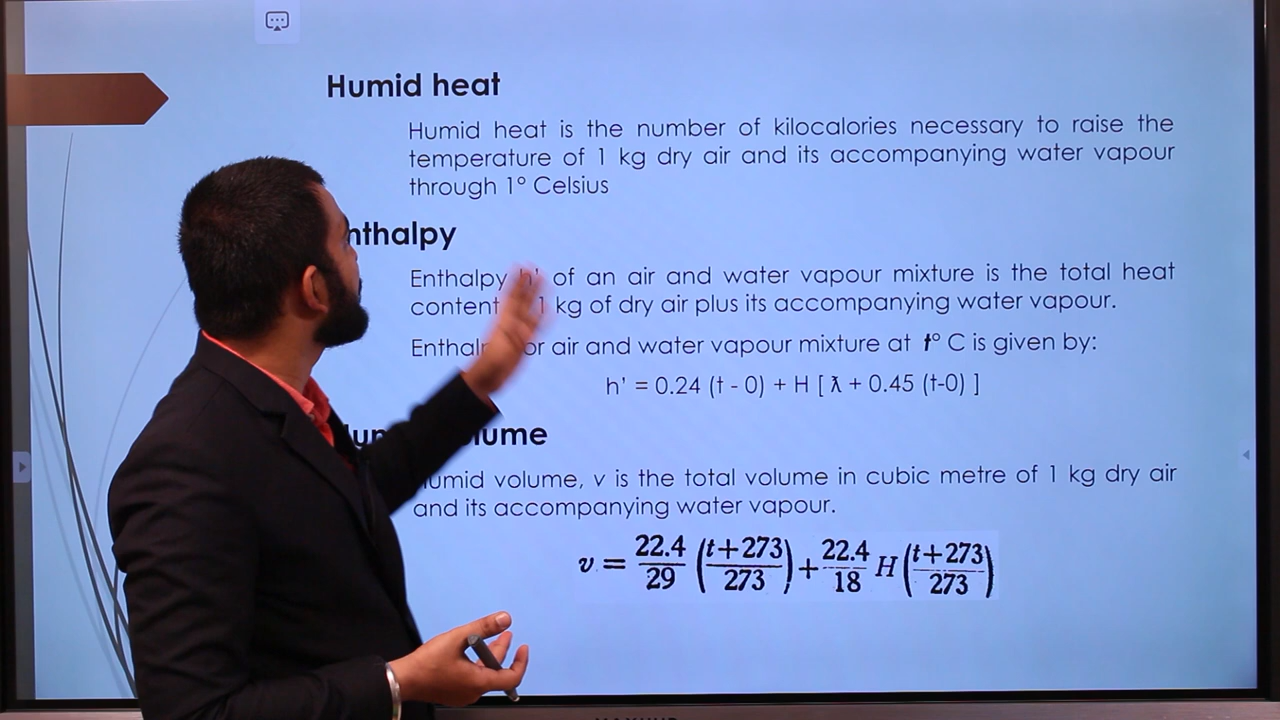 Humid heat
Humid heat is the number of kilocalories necessary to raise the
temperature of 1 kg dry air and its accompanying water vapour
through 1° Celsius
nthalpy
Enthalpy h' of an air and water vapour mixture is the total heat
content 1 kg of dry air plus its accompanying water vapour.
Enthal or air and water vapour mixture at t° C is given by:
h' = 0.24 (t - 0) + H [ λ + 0.45 (t-0) ]
lume
umid volume, v is the total volume in cubic metre of 1 kg dry air
and its accompanying water vapour.
v = 22.4/29 (t+273/273) + 22.4/18 H (t+273/273)